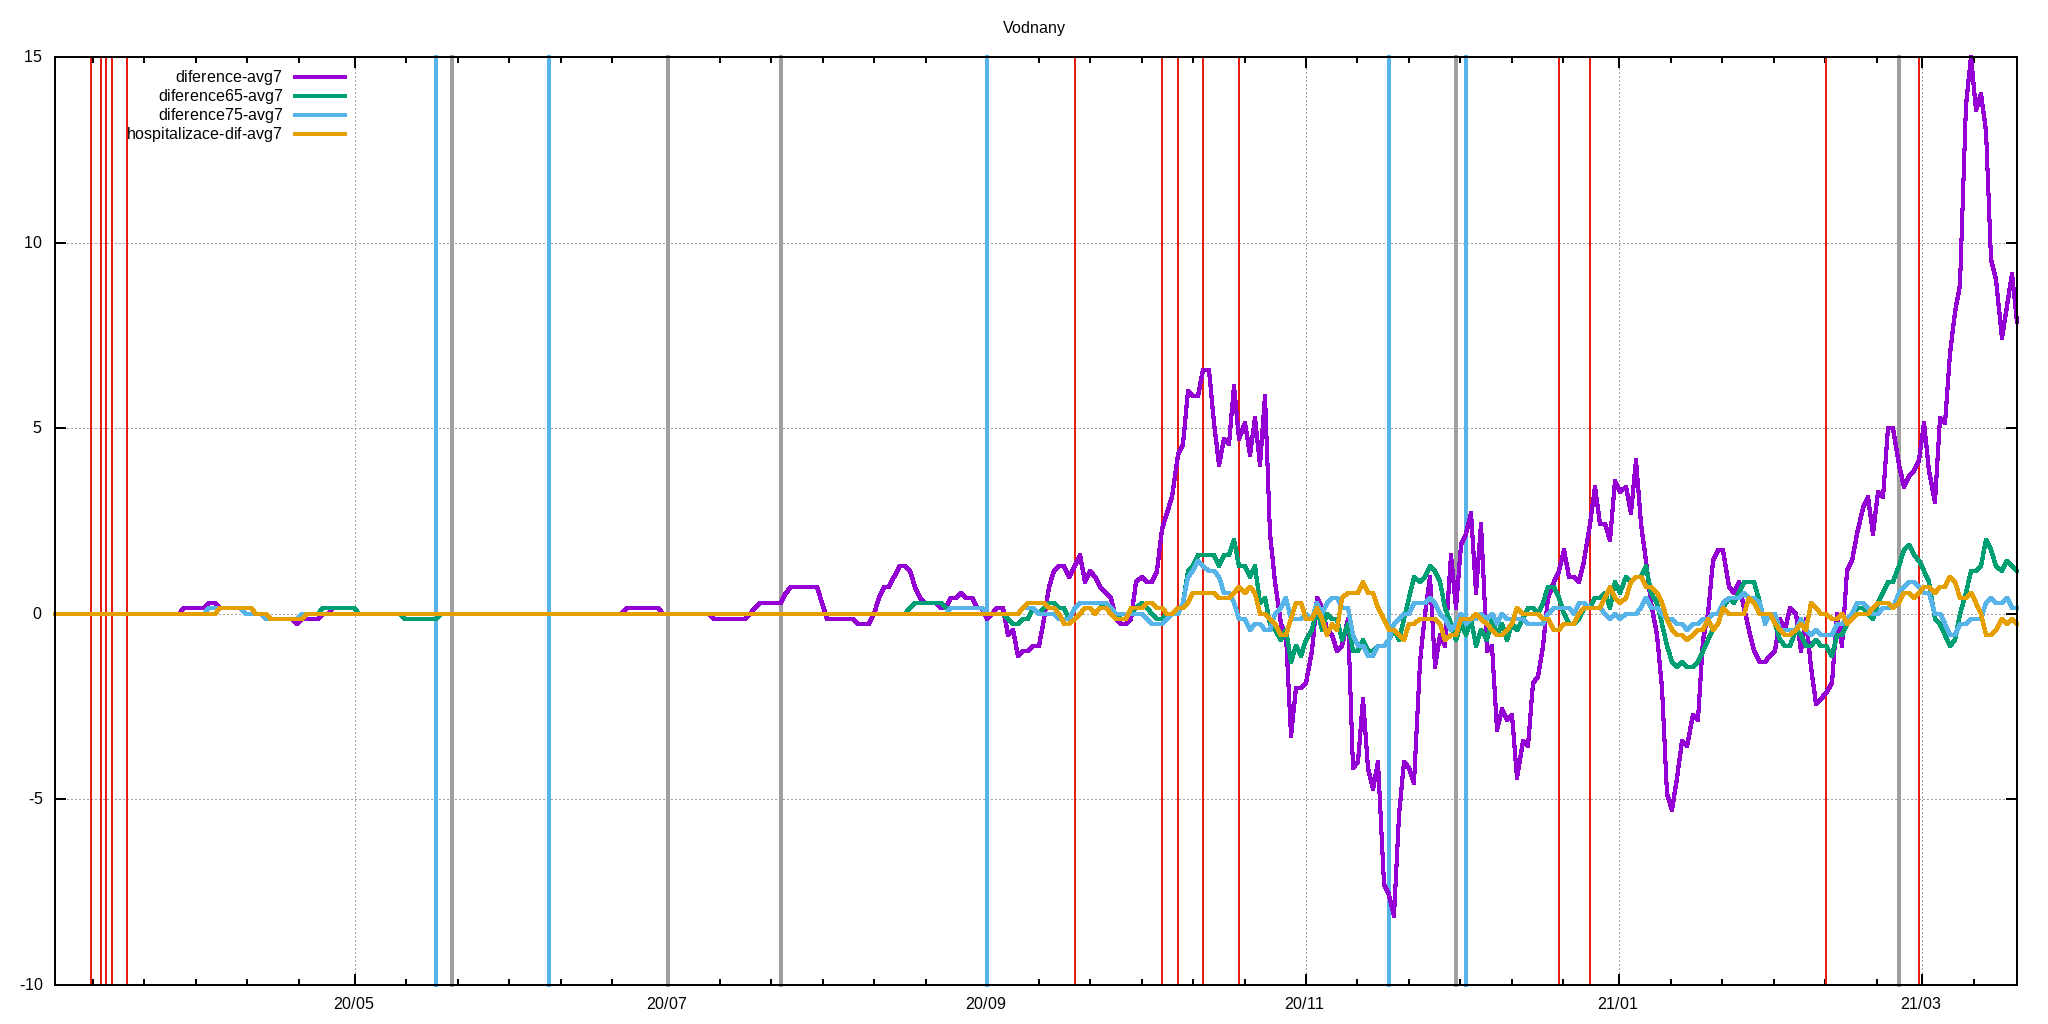 Vodnany
15
diference-avg7
diference65-avg7
diference75-avg7
hospitalizace-dif-avg7
10
5
0
-5
-10
20/05 20/07 20/09 20/11 21/01 21/03